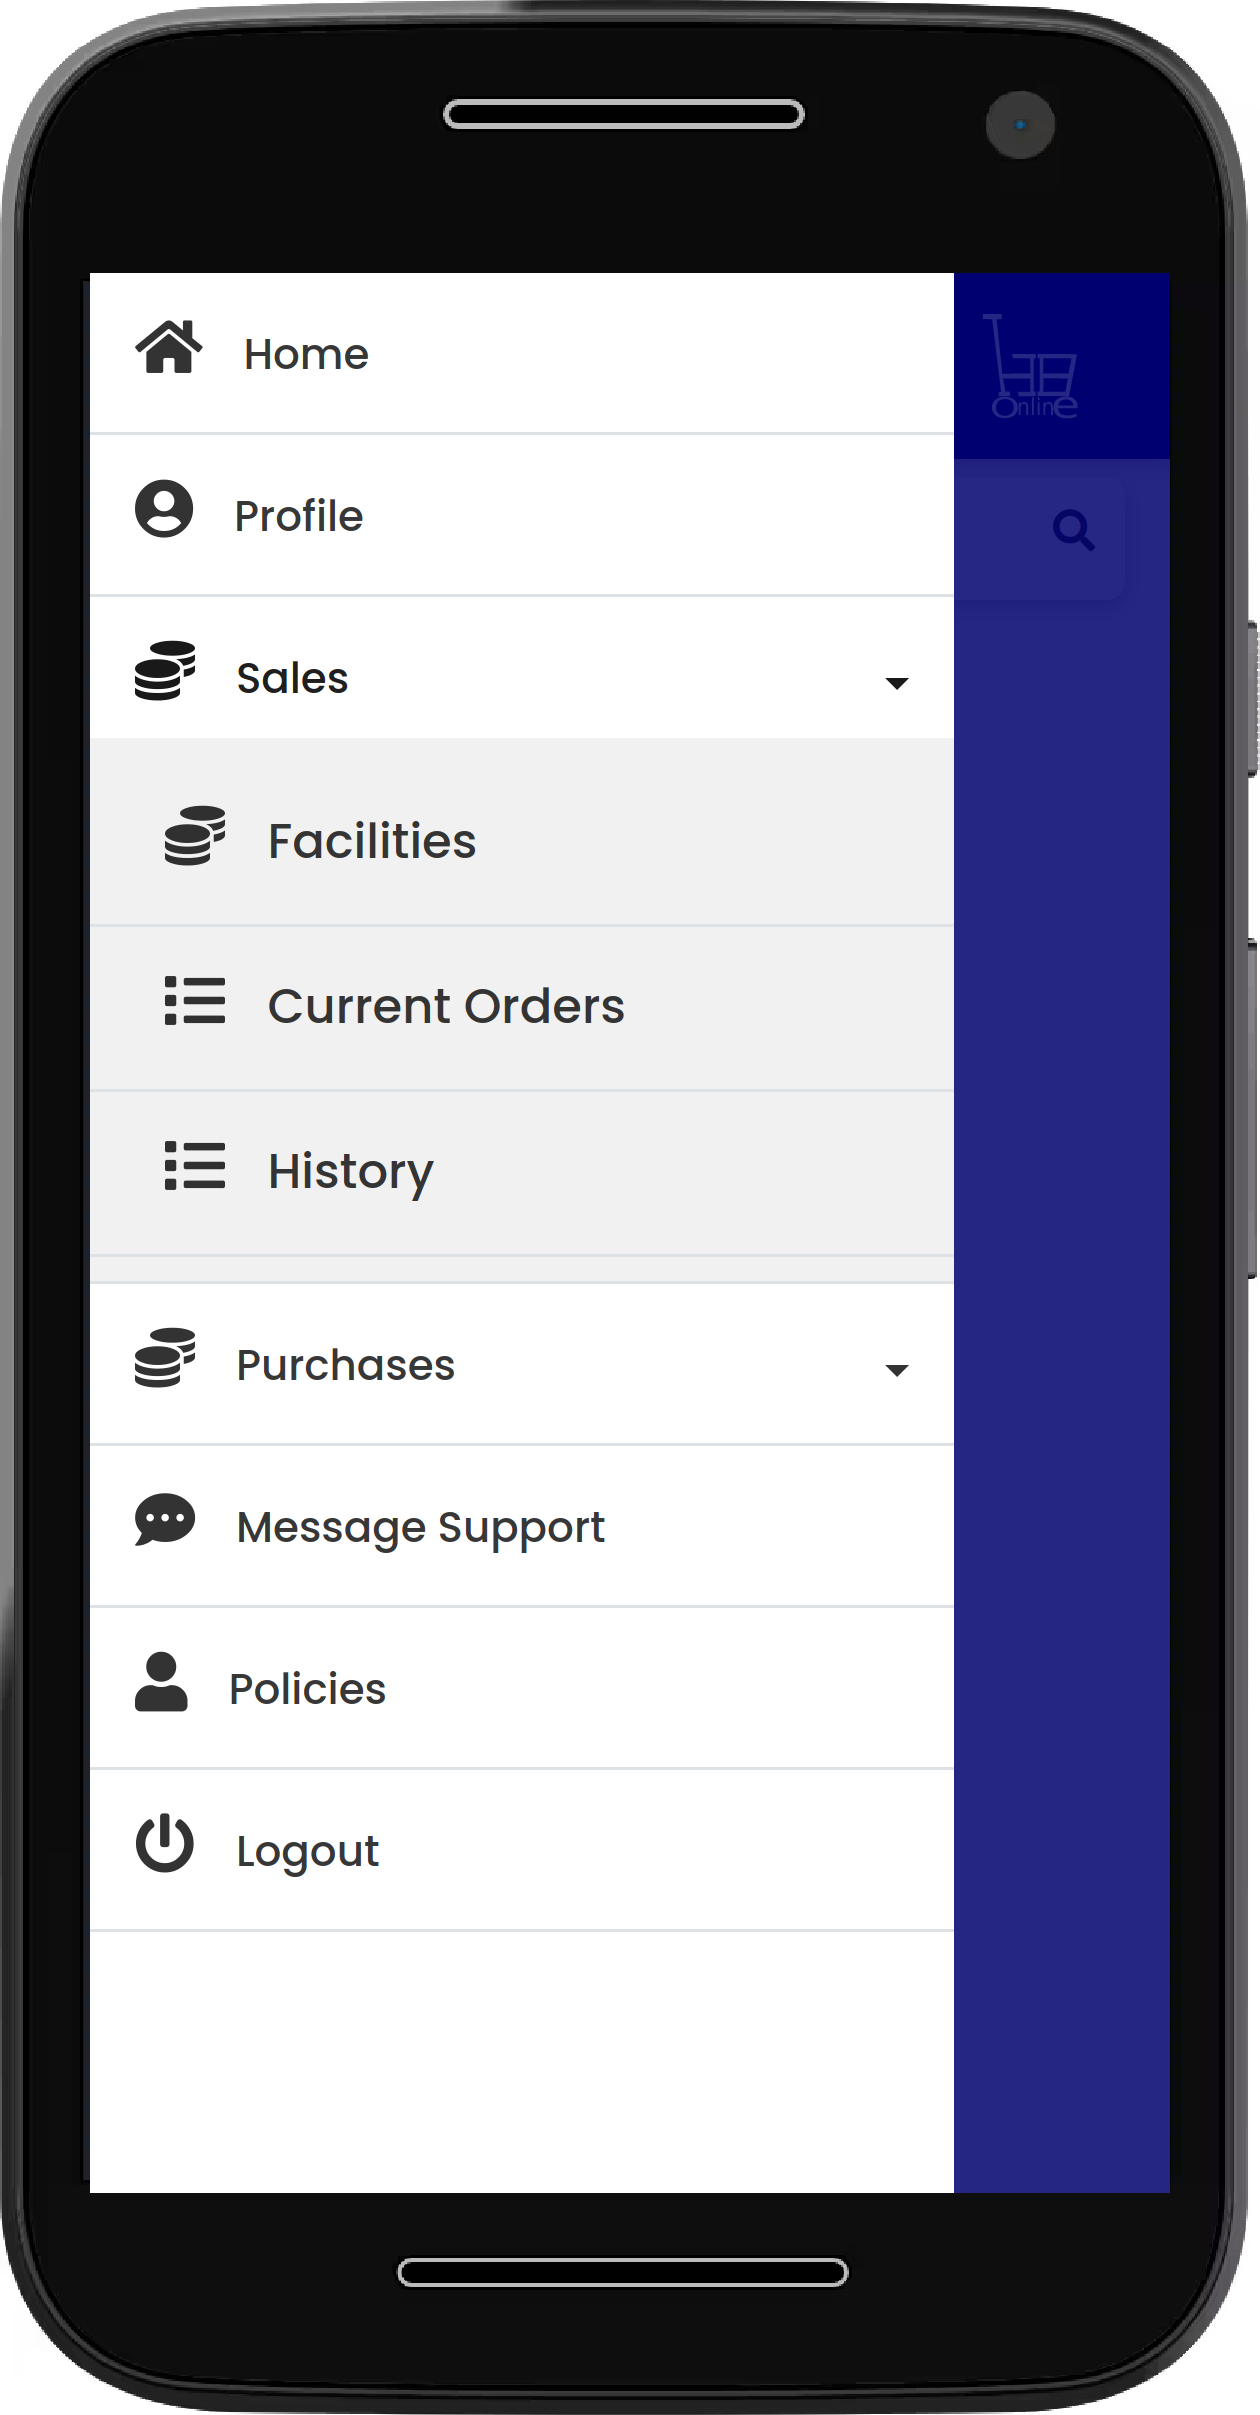 Home
Online
Profile
Sales
Facilities
Current Orders
History
Purchases
Message Support
Policies
Logout